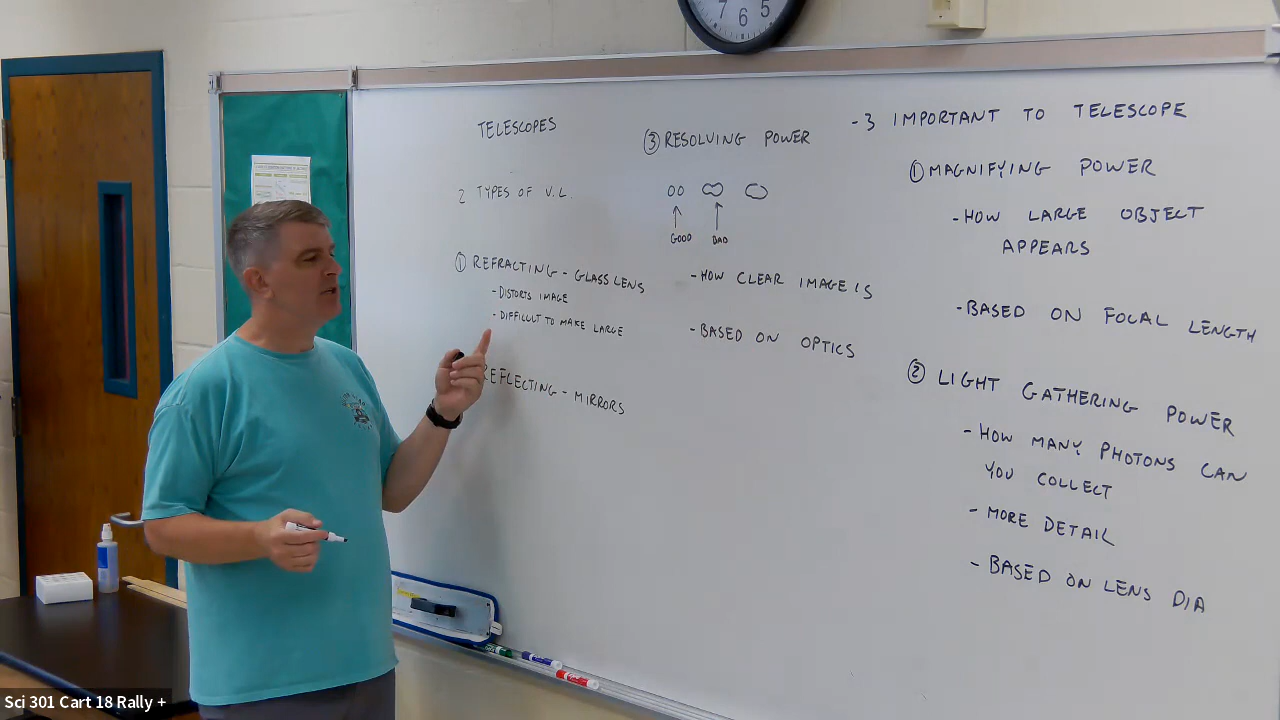 7 6 5
TELESCOPES
2 TYPES OF V.L.
① REFRACTING - GLASS LENS
- DISTORTS IMAGE
- DIFFICULT TO MAKE LARGE
REFLECTING - MIRRORS
③ RESOLVING POWER
GOOD BAD
- HOW CLEAR IMAGE IS
- BASED ON OPTICS
- 3 IMPORTANT TO TELESCOPE
① MAGNIFYING POWER
- HOW LARGE OBJECT
APPEARS
- BASED ON FOCAL LENGTH
② LIGHT GATHERING POWER
- HOW MANY PHOTONS CAN
YOU COLLECT
- MORE DETAIL
- BASED ON LENS DIA
Sci 301 Cart 18 Rally +